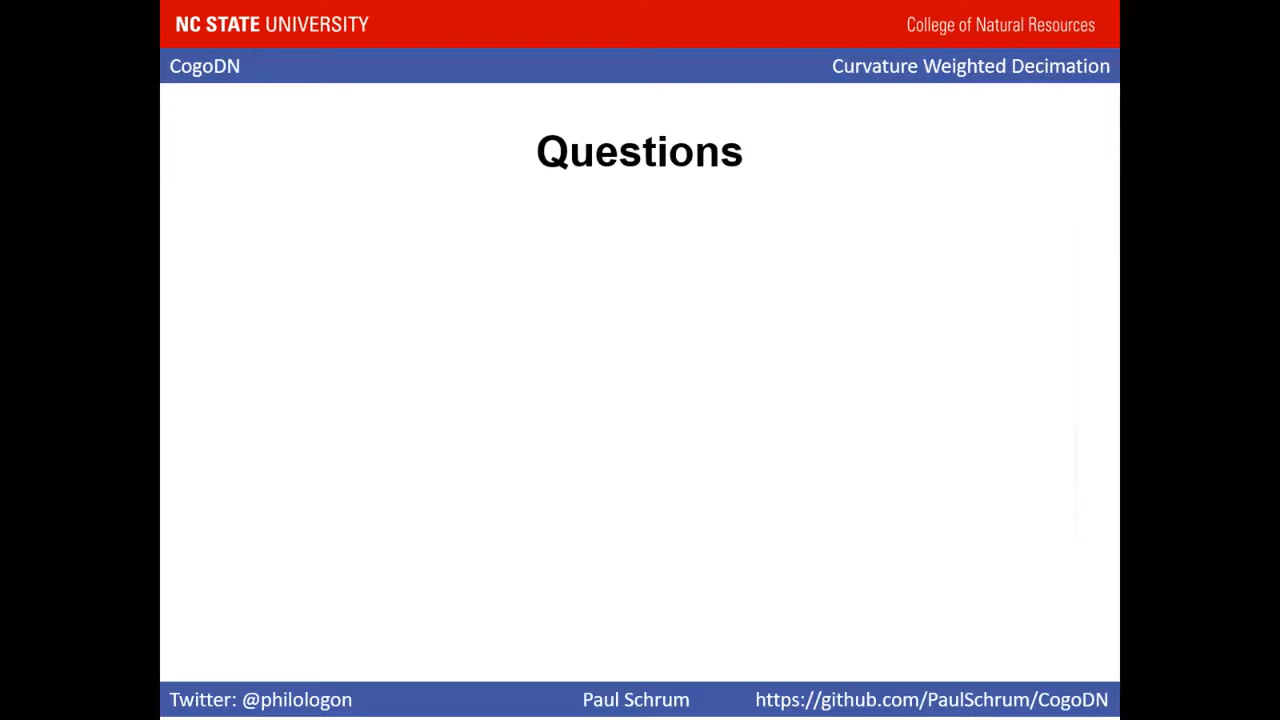 NC STATE UNIVERSITY College of Natural Resources
CogoDN Curvature Weighted Decimation
Questions
Twitter: @philologon Paul Schrum https://github.com/PaulSchrum/CogoDN